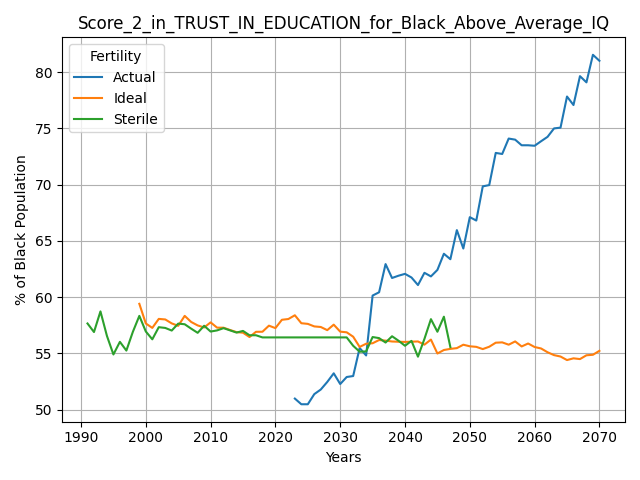 Score_2_in_TRUST_IN_EDUCATION_for_Black_Above_Average_IQ
Fertility
Actual
Ideal
Sterile
% of Black Population
80
75
70
65
60
55
50
1990 2000 2010 2020 2030 2040 2050 2060 2070
Years